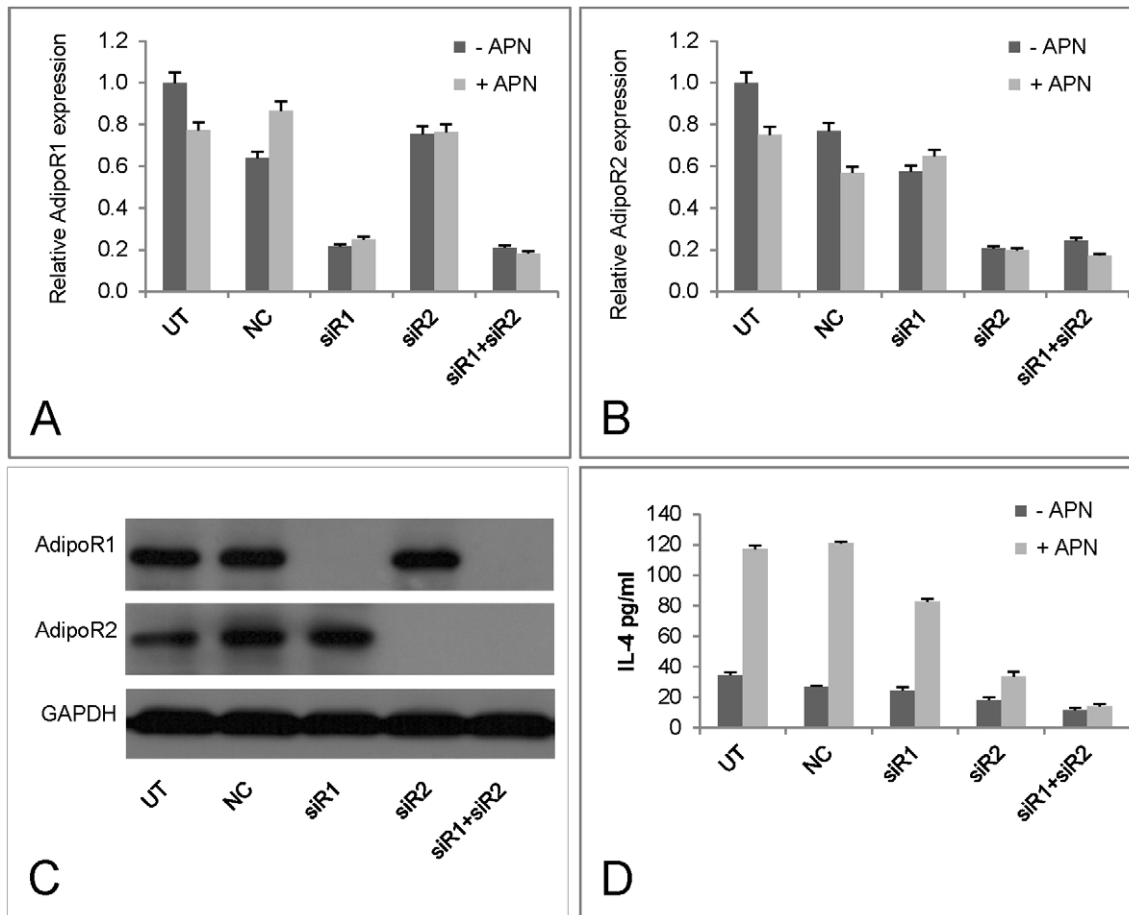 Relative AdipoR1 expression
1.2
1.0
0.8
0.6
0.4
0.2
0.0
- APN
+ APN
UT
NC
siR1
siR2
siR1+siR2
A
Relative AdipoR2 expression
1.2
1.0
0.8
0.6
0.4
0.2
0.0
- APN
+ APN
UT
NC
siR1
siR2
siR1+siR2
B
AdipoR1
AdipoR2
GAPDH
UT
NC
siR1
siR2
siR1+siR2
C
IL-4 pg/ml
140
120
100
80
60
40
20
0
- APN
+ APN
UT
NC
siR1
siR2
siR1+siR2
D